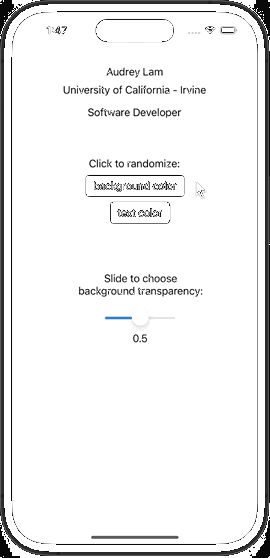 1:47
Audrey Lam
University of California - Irvine
Software Developer
Click to randomize:
background color
text color
Slide to choose
background transparency:
0.5